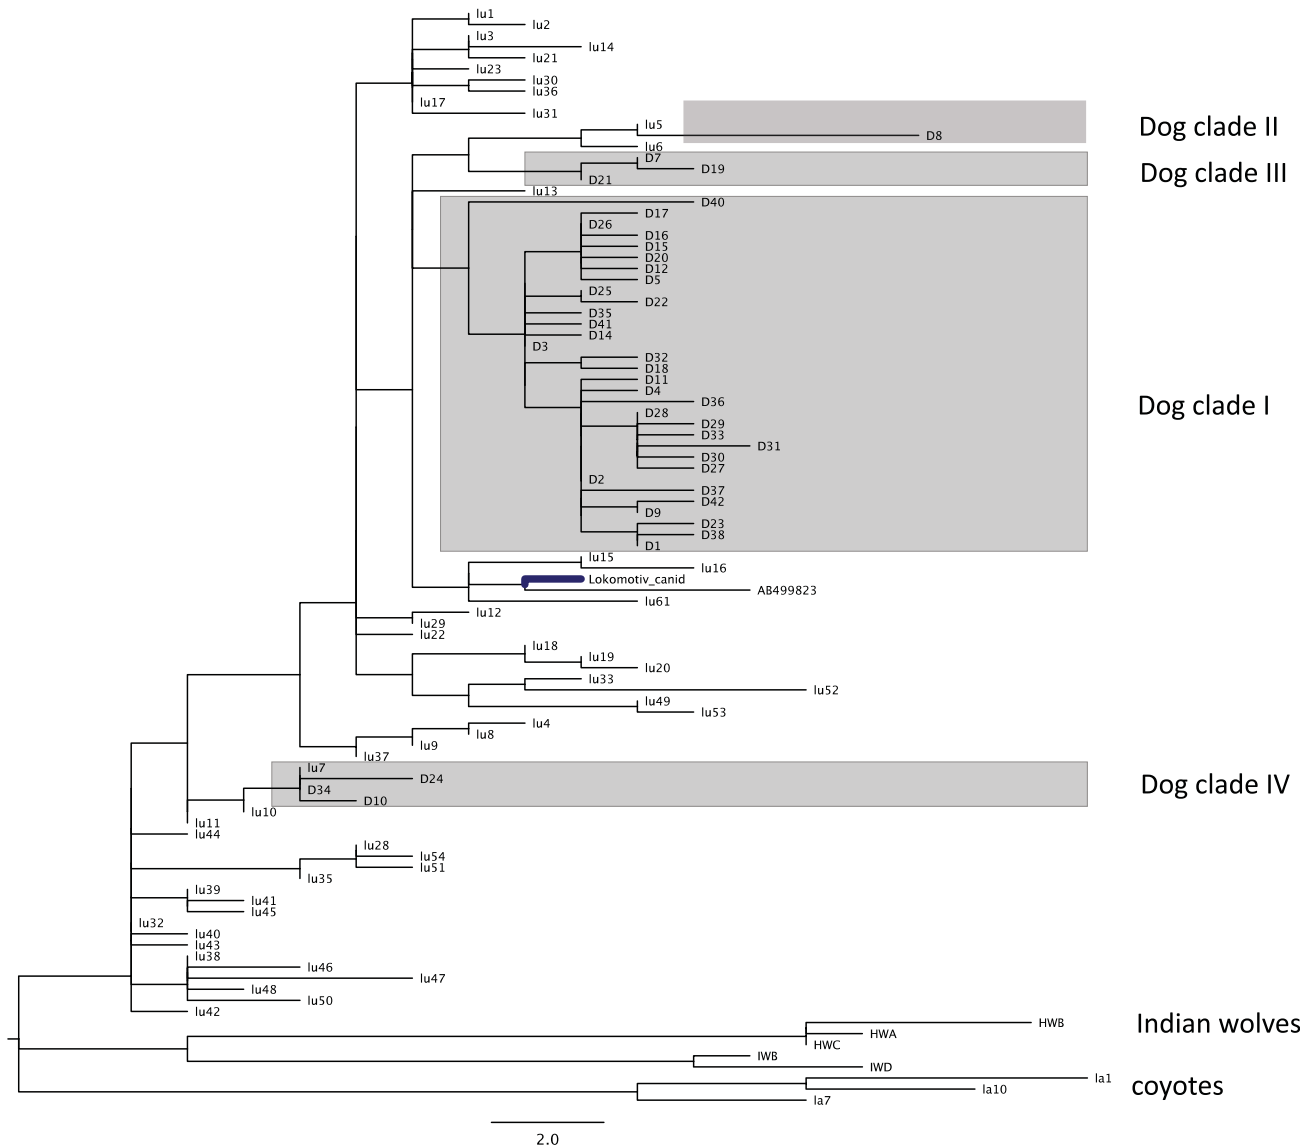 lu1
lu2
lu3
lu14
lu21
lu23
lu30
lu36
lu17
lu31
lu5
D8
Dog clade II
lu6
D7
D19
Dog clade III
D21
lu13
D40
D17
D26
D16
D15
D20
D12
D5
D25
D22
D35
D41
D14
D3
D32
D18
D11
D4
D36
Dog clade I
D28
D29
D33
D31
D30
D27
D2
D37
D42
D9
D23
D38
D1
lu15
lu16
Lokomotiv_canid
AB499823
lu61
lu12
lu29
lu22
lu18
lu19
lu20
lu33
lu52
lu49
lu53
lu4
lu8
lu9
lu37
lu7
D24
Dog clade IV
D34
D10
lu10
lu11
lu44
lu28
lu54
lu51
lu35
lu39
lu41
lu45
lu32
lu40
lu43
lu38
lu46
lu47
lu48
lu50
lu42
HWB
Indian wolves
HWA
HWC
IWB
IWD
la1
coyotes
la10
la7
2.0